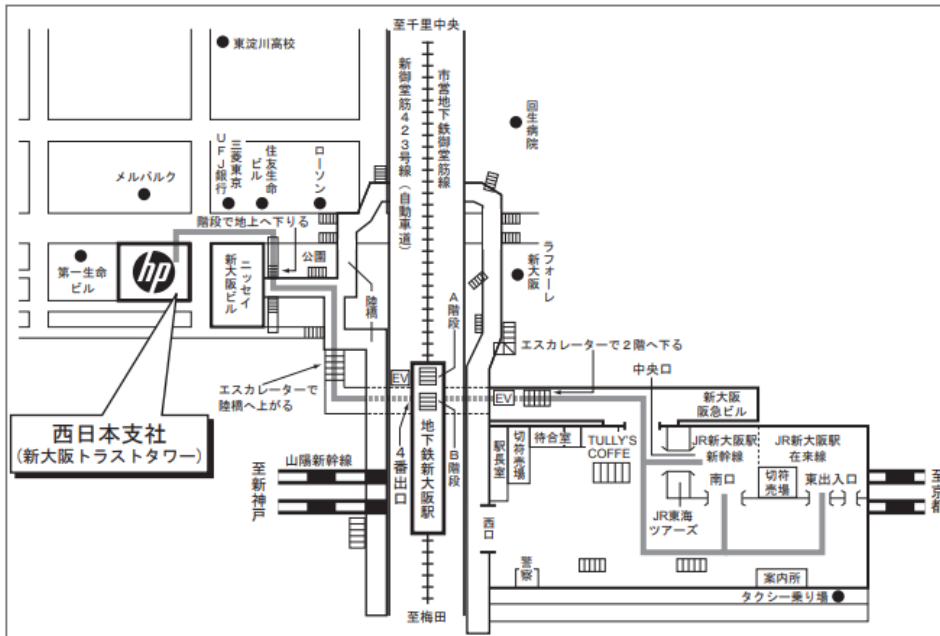 至千里中央
東淀川高校
新御堂筋423号線(自動車道)
市営地下鉄御堂筋線
回生病院
三菱東京
UFJ銀行
住友生命
ビル
ローソン
メルパルク
階段で地上へ下りる
公園
第一生命
ビル
hp
ニッセイ
新大阪ビル
陸橋
A階段
ラフォーレ
新大阪
エスカレーターで2階へ下る
中央口
エスカレーターで
陸橋へ上がる
EV
EV
新大阪
阪急ビル
西日本支社
(新大阪トラストタワー)
4番出口
地下鉄新大阪駅
B階段
駅長室
切符売場
待合室
TULLY'S
COFFE
JR新大阪駅
新幹線
JR新大阪駅
在来線
山陽新幹線
至新神戸
南口
切符
売場
東出入口
至京都
JR東海
ツアーズ
西口
警察
案内所
タクシー乗り場
至梅田